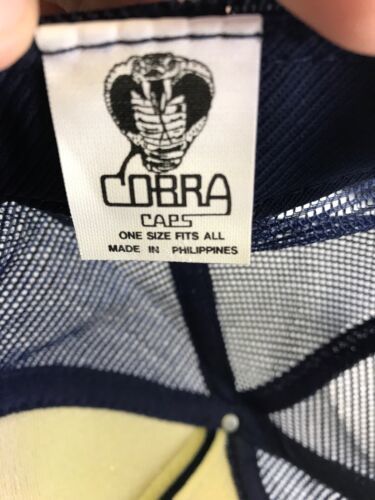 COBRA
CAPS
ONE SIZE FITS ALL
MADE IN PHILIPPINES